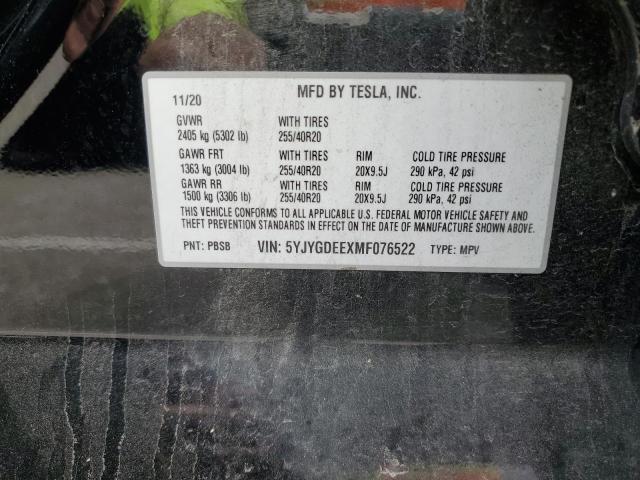 MFD BY TESLA, INC.
11/20
GVWR WITH TIRES
2405 kg (5302 lb) 255/40R20
GAWR FRT WITH TIRES RIM COLD TIRE PRESSURE
1363 kg (3004 lb) 255/40R20 20X9.5J 290 kPa, 42 psi
GAWR RR WITH TIRES RIM COLD TIRE PRESSURE
1500 kg (3306 lb) 255/40R20 20X9.5J 290 kPa, 42 psi
THIS VEHICLE CONFORMS TO ALL APPLICABLE U.S. FEDERAL MOTOR VEHICLE SAFETY AND
THEFT PREVENTION STANDARDS IN EFFECT ON THE DATE OF MANUFACTURE SHOWN ABOVE.
PNT: PBSB VIN: 5YJYGDEEXMF076522 TYPE: MPV